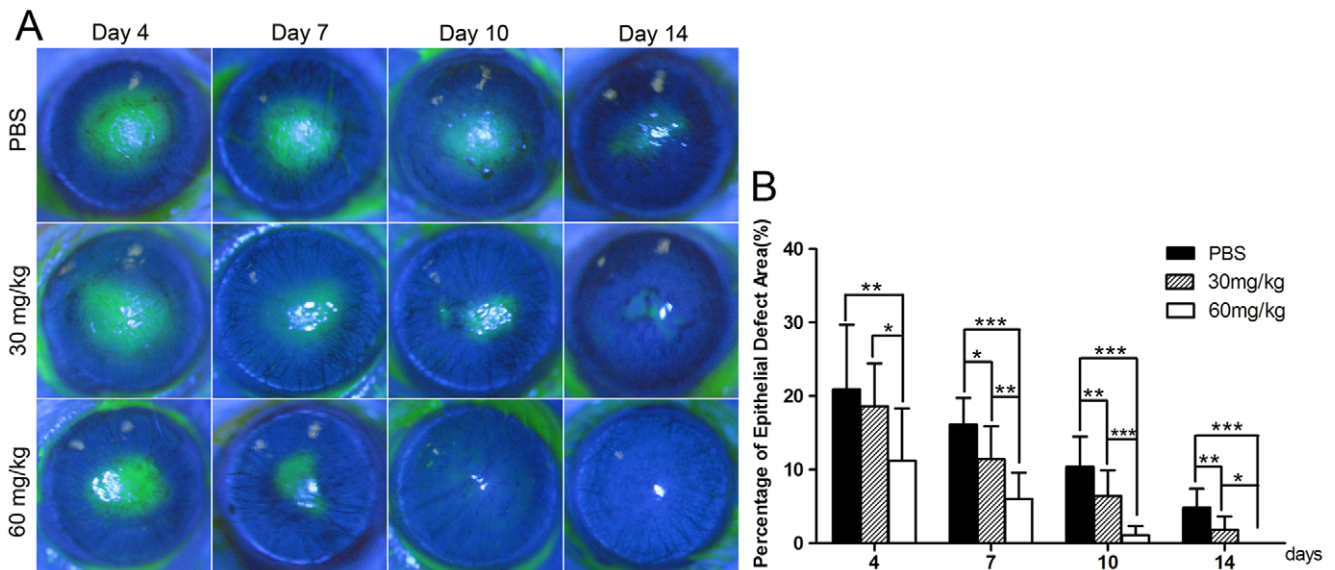 A
Day 4 Day 7 Day 10 Day 14
PBS
30 mg/kg
60 mg/kg
B
Percentage of Epithelial Defect Area(%)
40
30
20
10
0
PBS
30mg/kg
60mg/kg
**
*
***
*
**
***
**
***
***
**
*
4 7 10 14 days